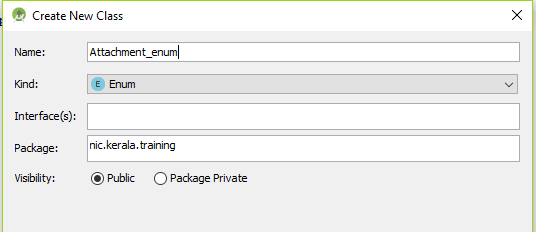 Create New Class
Name: Attachment_enum
Kind: E Enum
Interface(s):
Package: nic.kerala.training
Visibility: Public Package Private